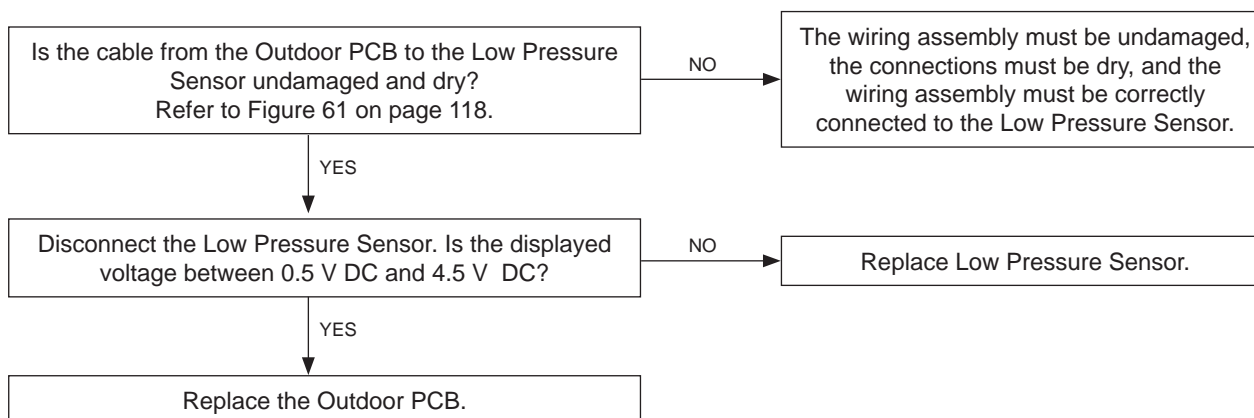 Is the cable from the Outdoor PCB to the Low Pressure
Sensor undamaged and dry?
Refer to Figure 61 on page 118.
NO
The wiring assembly must be undamaged,
the connections must be dry, and the
wiring assembly must be correctly
connected to the Low Pressure Sensor.
YES
Disconnect the Low Pressure Sensor. Is the displayed
voltage between 0.5 V DC and 4.5 V DC?
NO
Replace Low Pressure Sensor.
YES
Replace the Outdoor PCB.